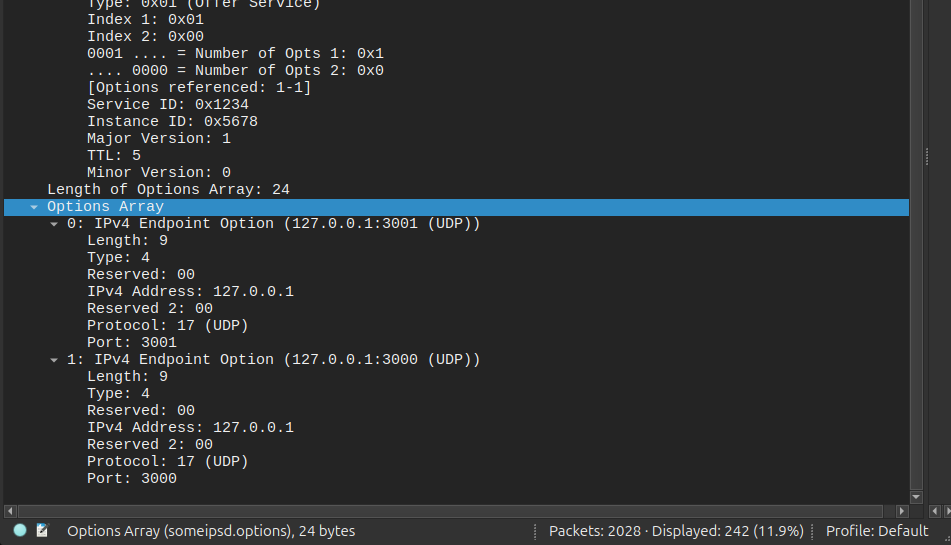 Type: 0x01 (Offer Service)
Index 1: 0x01
Index 2: 0x00
0001 .... = Number of Opts 1: 0x1
.... 0000 = Number of Opts 2: 0x0
[Options referenced: 1-1]
Service ID: 0x1234
Instance ID: 0x5678
Major Version: 1
TTL: 5
Minor Version: 0
Length of Options Array: 24
Options Array
0: IPv4 Endpoint Option (127.0.0.1:3001 (UDP))
Length: 9
Type: 4
Reserved: 00
IPv4 Address: 127.0.0.1
Reserved 2: 00
Protocol: 17 (UDP)
Port: 3001
1: IPv4 Endpoint Option (127.0.0.1:3000 (UDP))
Length: 9
Type: 4
Reserved: 00
IPv4 Address: 127.0.0.1
Reserved 2: 00
Protocol: 17 (UDP)
Port: 3000
Options Array (someipsd.options), 24 bytes
Packets: 2028 · Displayed: 242 (11.9%)
Profile: Default